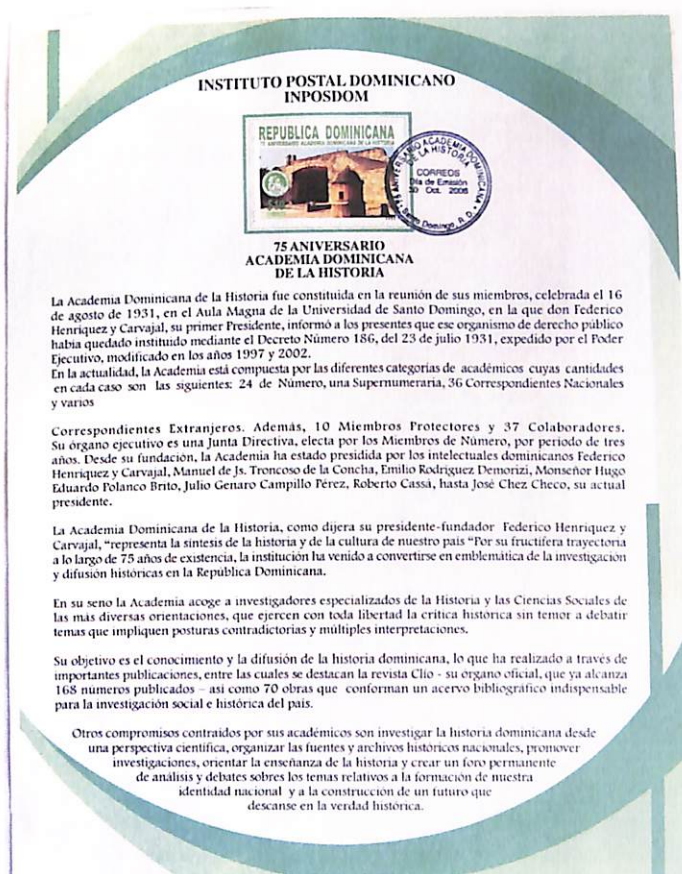 INSTITUTO POSTAL DOMINICANO
INPOSDOM
REPUBLICA DOMINICANA
75 ANIVERSARIO ACADEMIA DOMINICANA DE LA HISTORIA
75 ANIVERSARIO ACADEMIA DOMINICANA
DE LA HISTORIA
CORREOS
Día de Emisión
30 Oct. 2006
Santo Domingo, R. D.
75 ANIVERSARIO
ACADEMIA DOMINICANA
DE LA HISTORIA
La Academia Dominicana de la Historia fue constituida en la reunión de sus miembros, celebrada el 16
de agosto de 1931, en el Aula Magna de la Universidad de Santo Domingo, en la que don Federico
Henríquez y Carvajal, su primer Presidente, informó a los presentes que ese organismo de derecho público
había quedado instituido mediante el Decreto Número 186, del 23 de julio 1931, expedido por el Poder
Ejecutivo, modificado en los años 1997 y 2002.
En la actualidad, la Academia está compuesta por las diferentes categorías de académicos cuyas cantidades
en cada caso son las siguientes: 24 de Número, una Supernumeraria, 36 Correspondientes Nacionales
y varios
Correspondientes Extranjeros. Además, 10 Miembros Protectores y 37 Colaboradores.
Su órgano ejecutivo es una Junta Directiva, electa por los Miembros de Número, por período de tres
años. Desde su fundación, la Academia ha estado presidida por los intelectuales dominicanos Federico
Henríquez y Carvajal, Manuel de Js. Troncoso de la Concha, Emilio Rodríguez Demorizi, Monseñor Hugo
Eduardo Polanco Brito, Julio Genaro Campillo Pérez, Roberto Cassá, hasta José Chez Checo, su actual
presidente.
La Academia Dominicana de la Historia, como dijera su presidente-fundador Federico Henríquez y
Carvajal, “representa la síntesis de la historia y de la cultura de nuestro país “Por su fructífera trayectoria
a lo largo de 75 años de existencia, la institución ha venido a convertirse en emblemática de la investigación
y difusión históricas en la República Dominicana.
En su seno la Academia acoge a investigadores especializados de la Historia y las Ciencias Sociales de
las más diversas orientaciones, que ejercen con toda libertad la crítica histórica sin temor a debatir
temas que impliquen posturas contradictorias y múltiples interpretaciones.
Su objetivo es el conocimiento y la difusión de la historia dominicana, lo que ha realizado a través de
importantes publicaciones, entre las cuales se destacan la revista Clío - su órgano oficial, que ya alcanza
168 números publicados – así como 70 obras que conforman un acervo bibliográfico indispensable
para la investigación social e histórica del país.
Otros compromisos contraídos por sus académicos son investigar la historia dominicana desde
una perspectiva científica, organizar las fuentes y archivos históricos nacionales, promover
investigaciones, orientar la enseñanza de la historia y crear un foro permanente
de análisis y debates sobre los temas relativos a la formación de nuestra
identidad nacional y a la construcción de un futuro que
descanse en la verdad histórica.